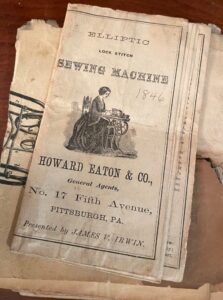 ELLIPTIC
LOCK STITCH
SEWING MACHINE
1846
HOWARD EATON & CO.,
General Agents,
No. 17 Fifth Avenue,
PITTSBURGH, PA.
Presented by JAMES V. IRWIN.